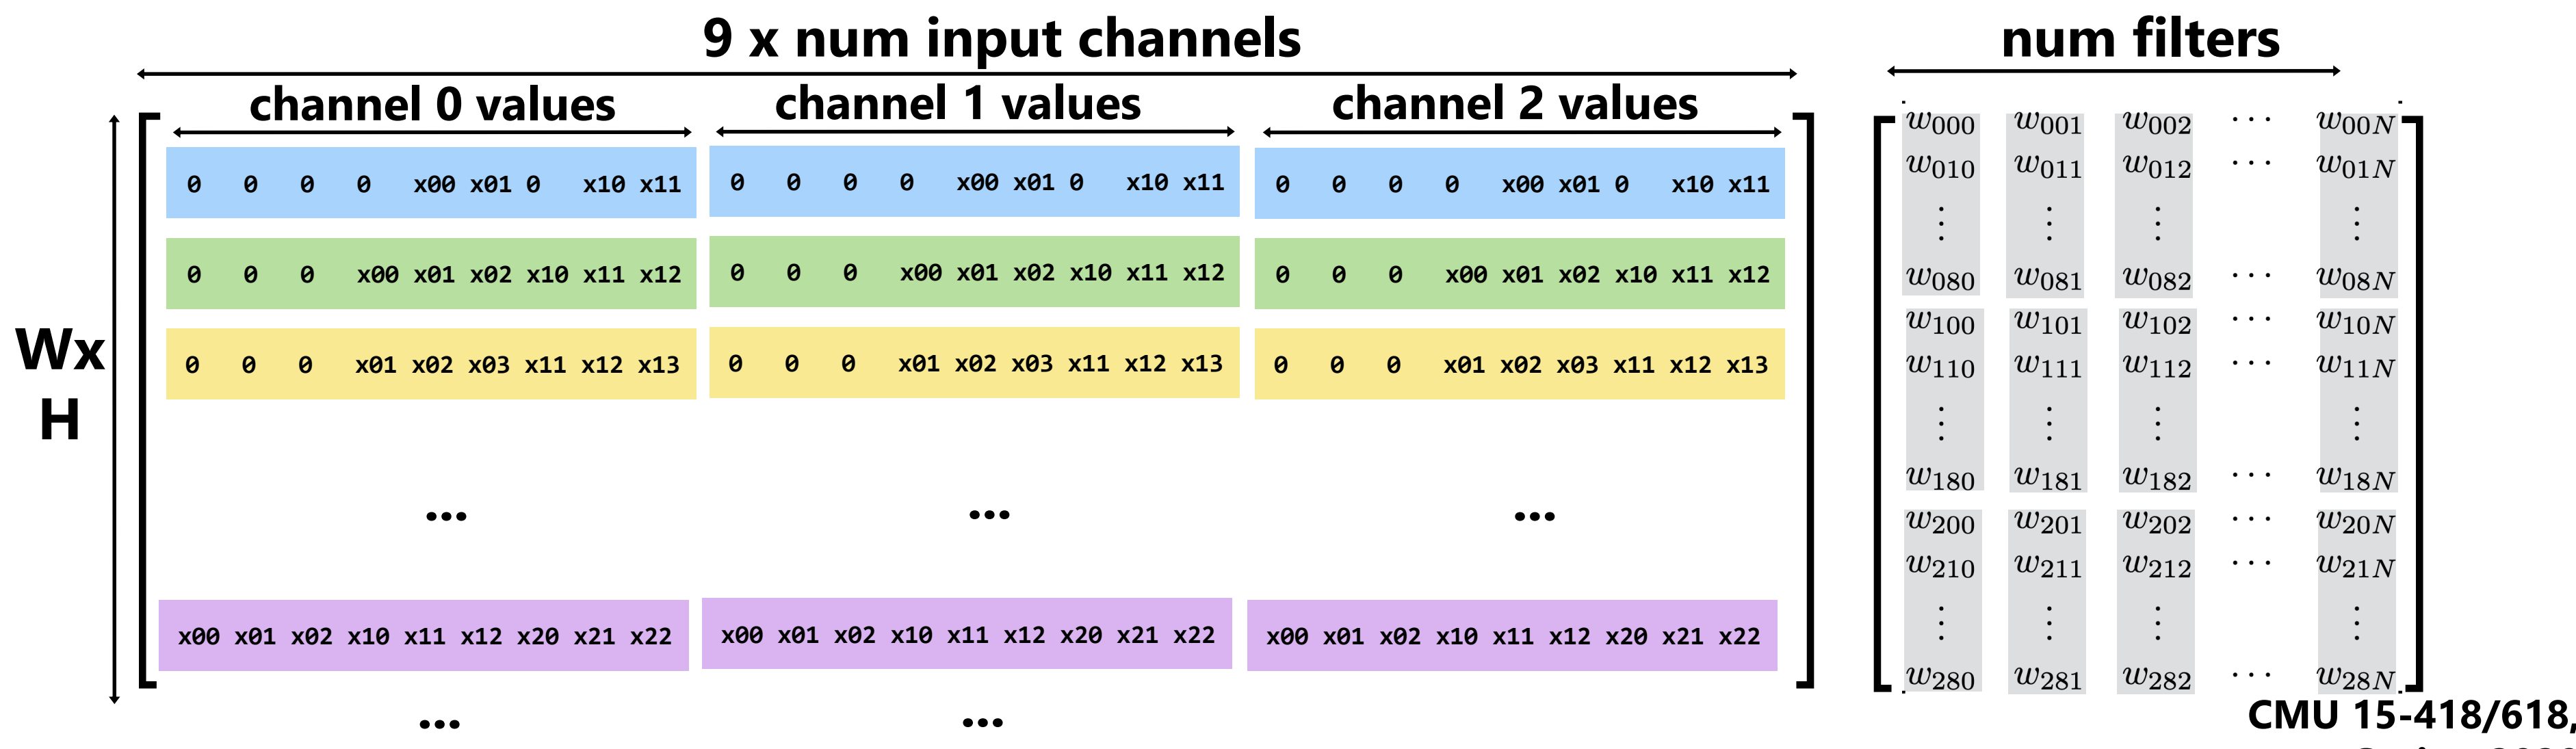 9 x num input channels num filters
channel 0 values channel 1 values channel 2 values
w000 w001 w002 ··· w00N
0 0 0 0 x00 x01 0 x10 x11 0 0 0 0 x00 x01 0 x10 x11 0 0 0 0 x00 x01 0 x10 x11
w010 w011 w012 ··· w01N
⋮ ⋮ ⋮ ⋮
0 0 0 x00 x01 x02 x10 x11 x12 0 0 0 x00 x01 x02 x10 x11 x12 0 0 0 x00 x01 x02 x10 x11 x12
w080 w081 w082 ··· w08N
w100 w101 w102 ··· w10N
Wx
H
0 0 0 x01 x02 x03 x11 x12 x13 0 0 0 x01 x02 x03 x11 x12 x13 0 0 0 x01 x02 x03 x11 x12 x13
w110 w111 w112 ··· w11N
⋮ ⋮ ⋮ ⋮
w180 w181 w182 ··· w18N
... ... ...
w200 w201 w202 ··· w20N
w210 w211 w212 ··· w21N
⋮ ⋮ ⋮ ⋮
x00 x01 x02 x10 x11 x12 x20 x21 x22 x00 x01 x02 x10 x11 x12 x20 x21 x22 x00 x01 x02 x10 x11 x12 x20 x21 x22
w280 w281 w282 ··· w28N
... ...
CMU 15-418/618,